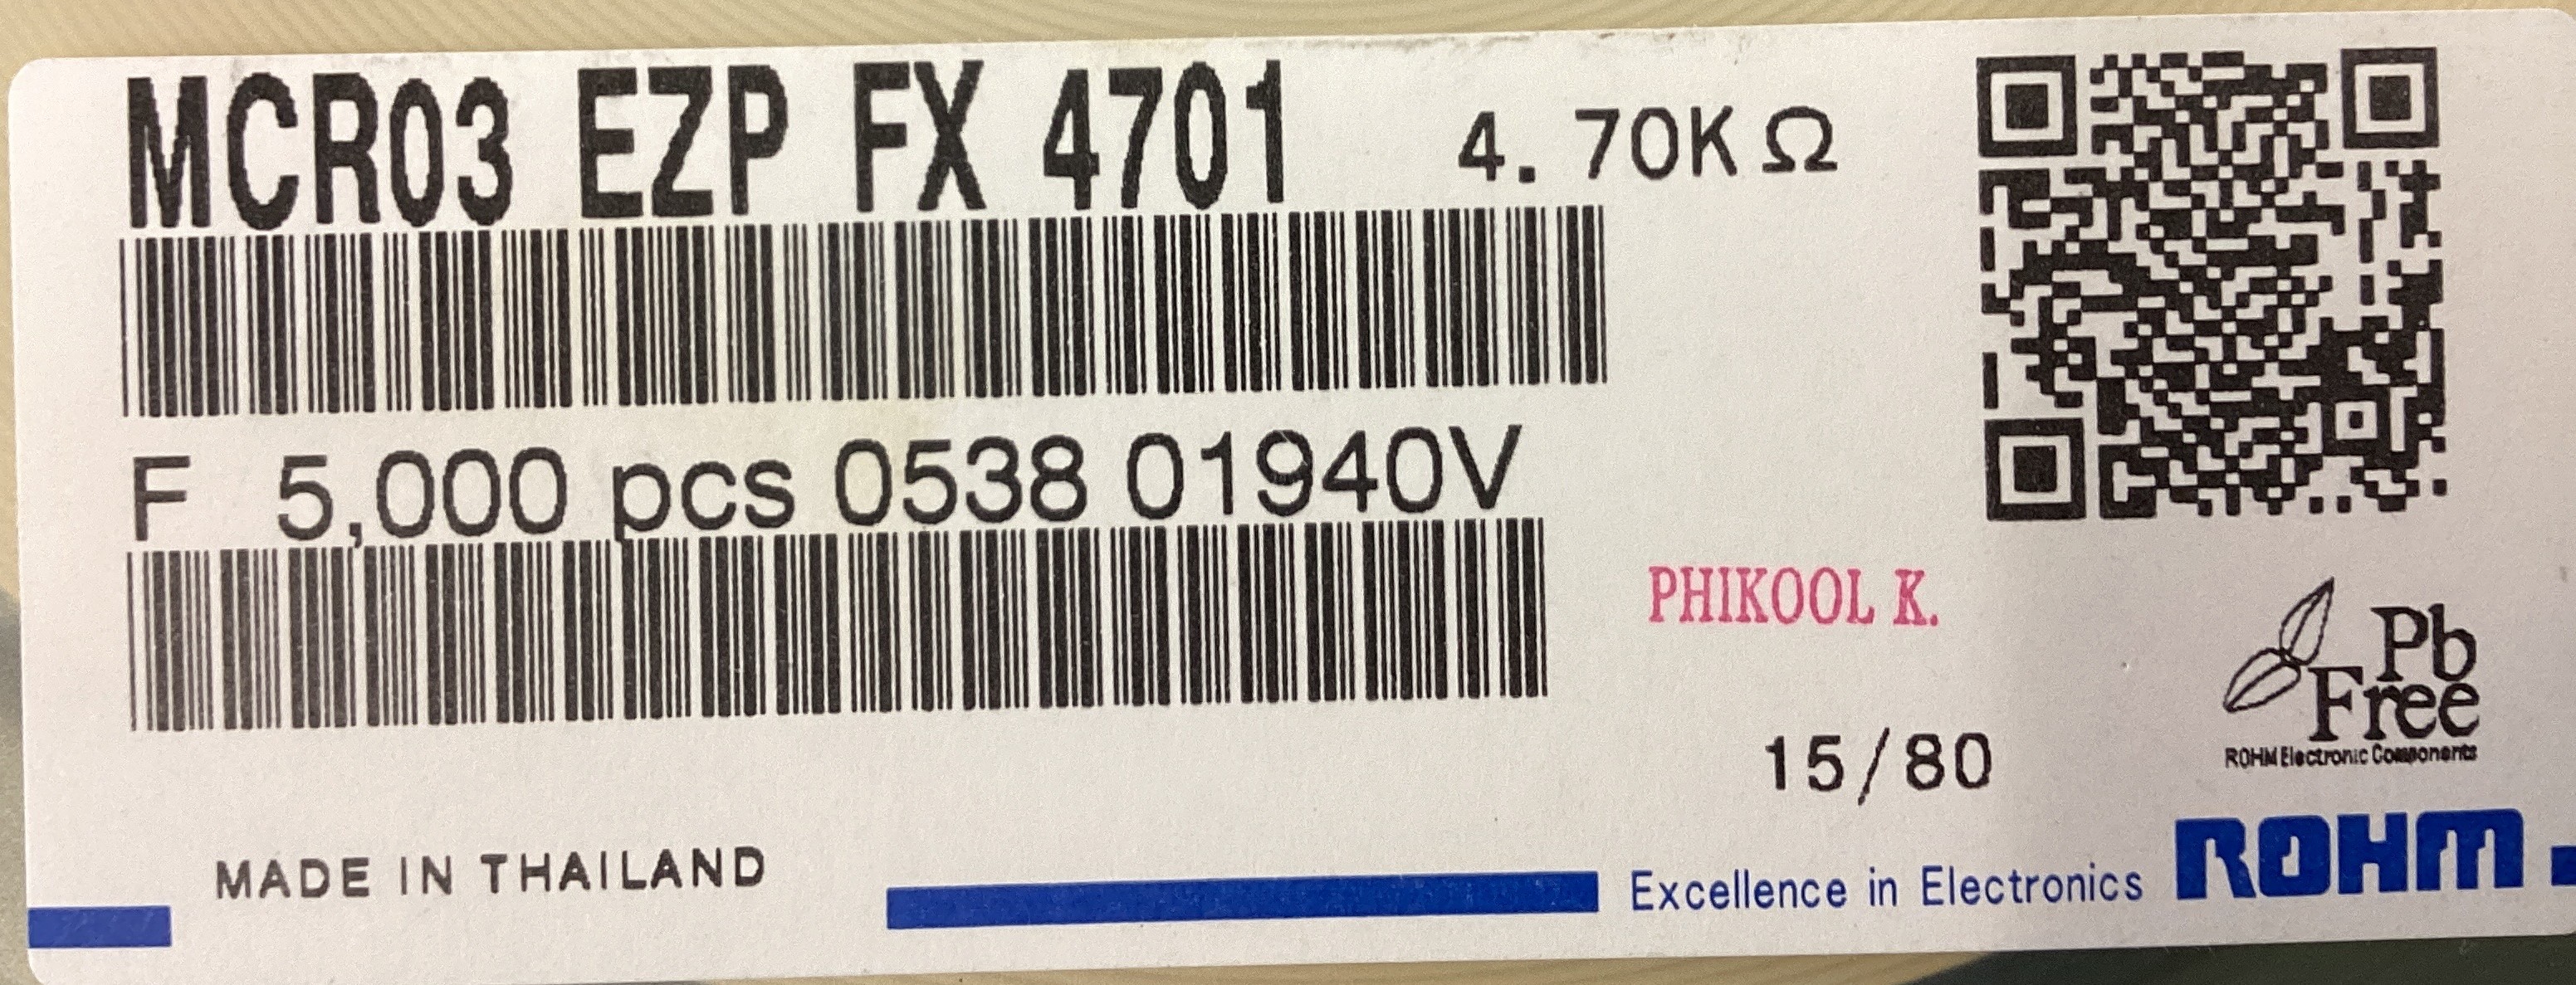 MCR03 EZP FX 4701 4.70KΩ
F 5,000 pcs 0538 01940V
PHIKOOL K.
Pb
Free
ROHM Electronic Components
15/80
MADE IN THAILAND
Excellence in Electronics ROHM